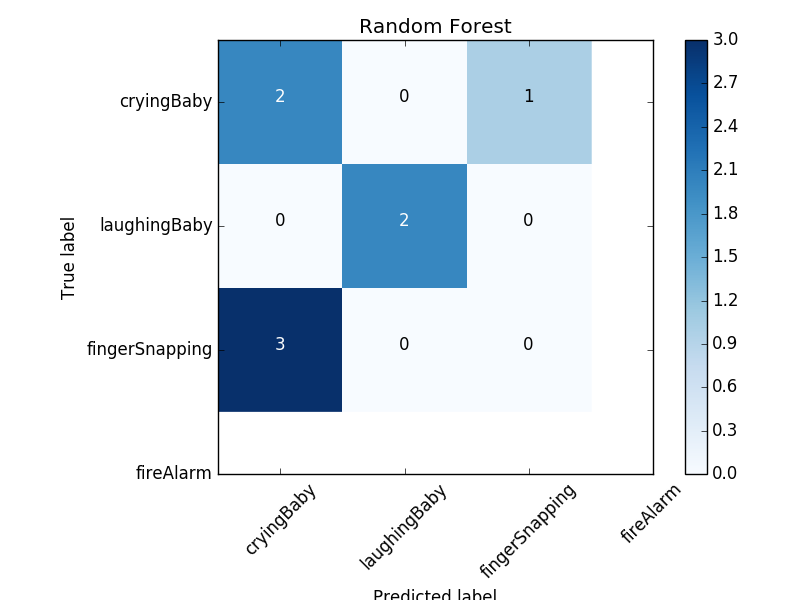 Random Forest
True label
cryingBaby
2 0 1
laughingBaby
0 2 0
fingerSnapping
3 0 0
fireAlarm
cryingBaby laughingBaby fingerSnapping fireAlarm
Predicted label
3.0
2.7
2.4
2.1
1.8
1.5
1.2
0.9
0.6
0.3
0.0